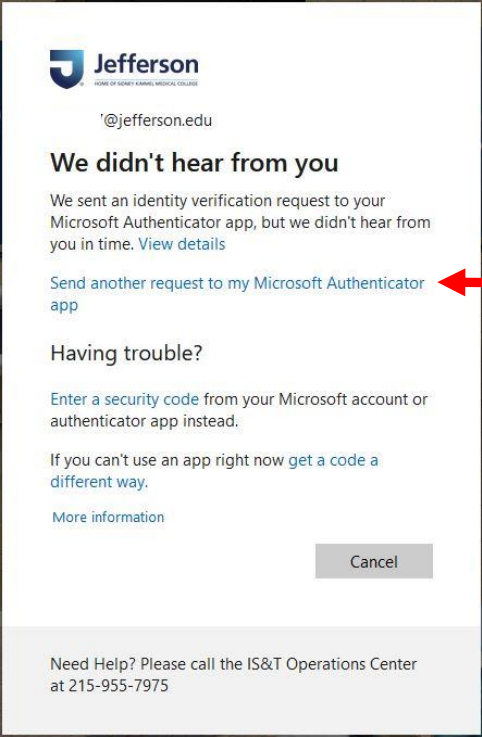 Jefferson
HOME OF SIDNEY KIMMEL MEDICAL COLLEGE
'@jefferson.edu
We didn't hear from you
We sent an identity verification request to your
Microsoft Authenticator app, but we didn't hear from
you in time. View details
Send another request to my Microsoft Authenticator
app
Having trouble?
Enter a security code from your Microsoft account or
authenticator app instead.
If you can't use an app right now get a code a
different way.
More information
Cancel
Need Help? Please call the IS&T Operations Center
at 215-955-7975